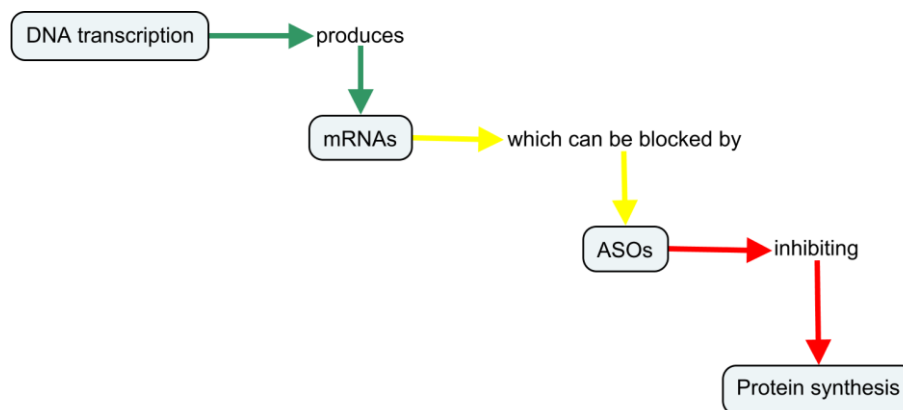 DNA transcription
produces
mRNAs
which can be blocked by
ASOs
inhibiting
Protein synthesis